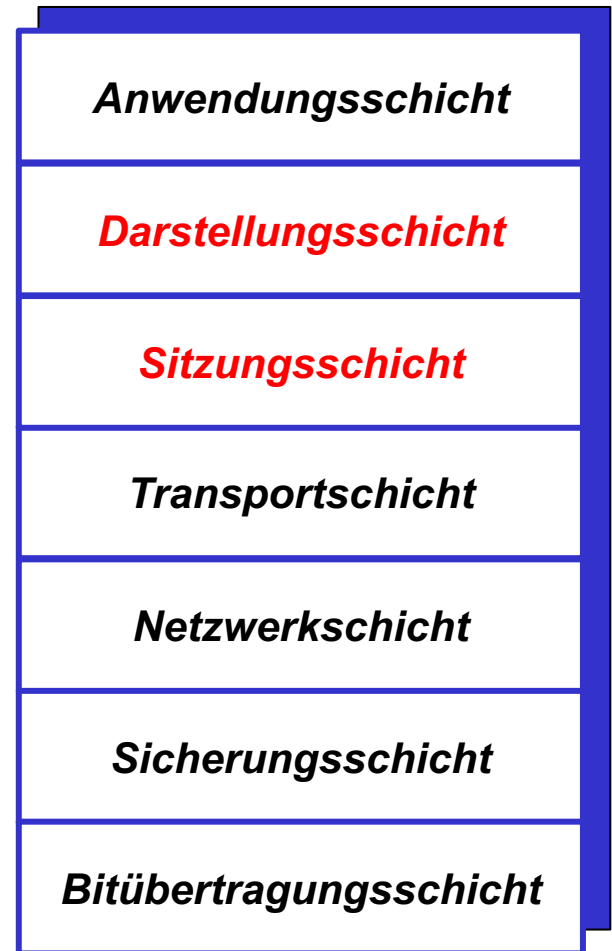 Anwendungsschicht
Darstellungsschicht
Sitzungsschicht
Transportschicht
Netzwerkschicht
Sicherungsschicht
Bitübertragungsschicht